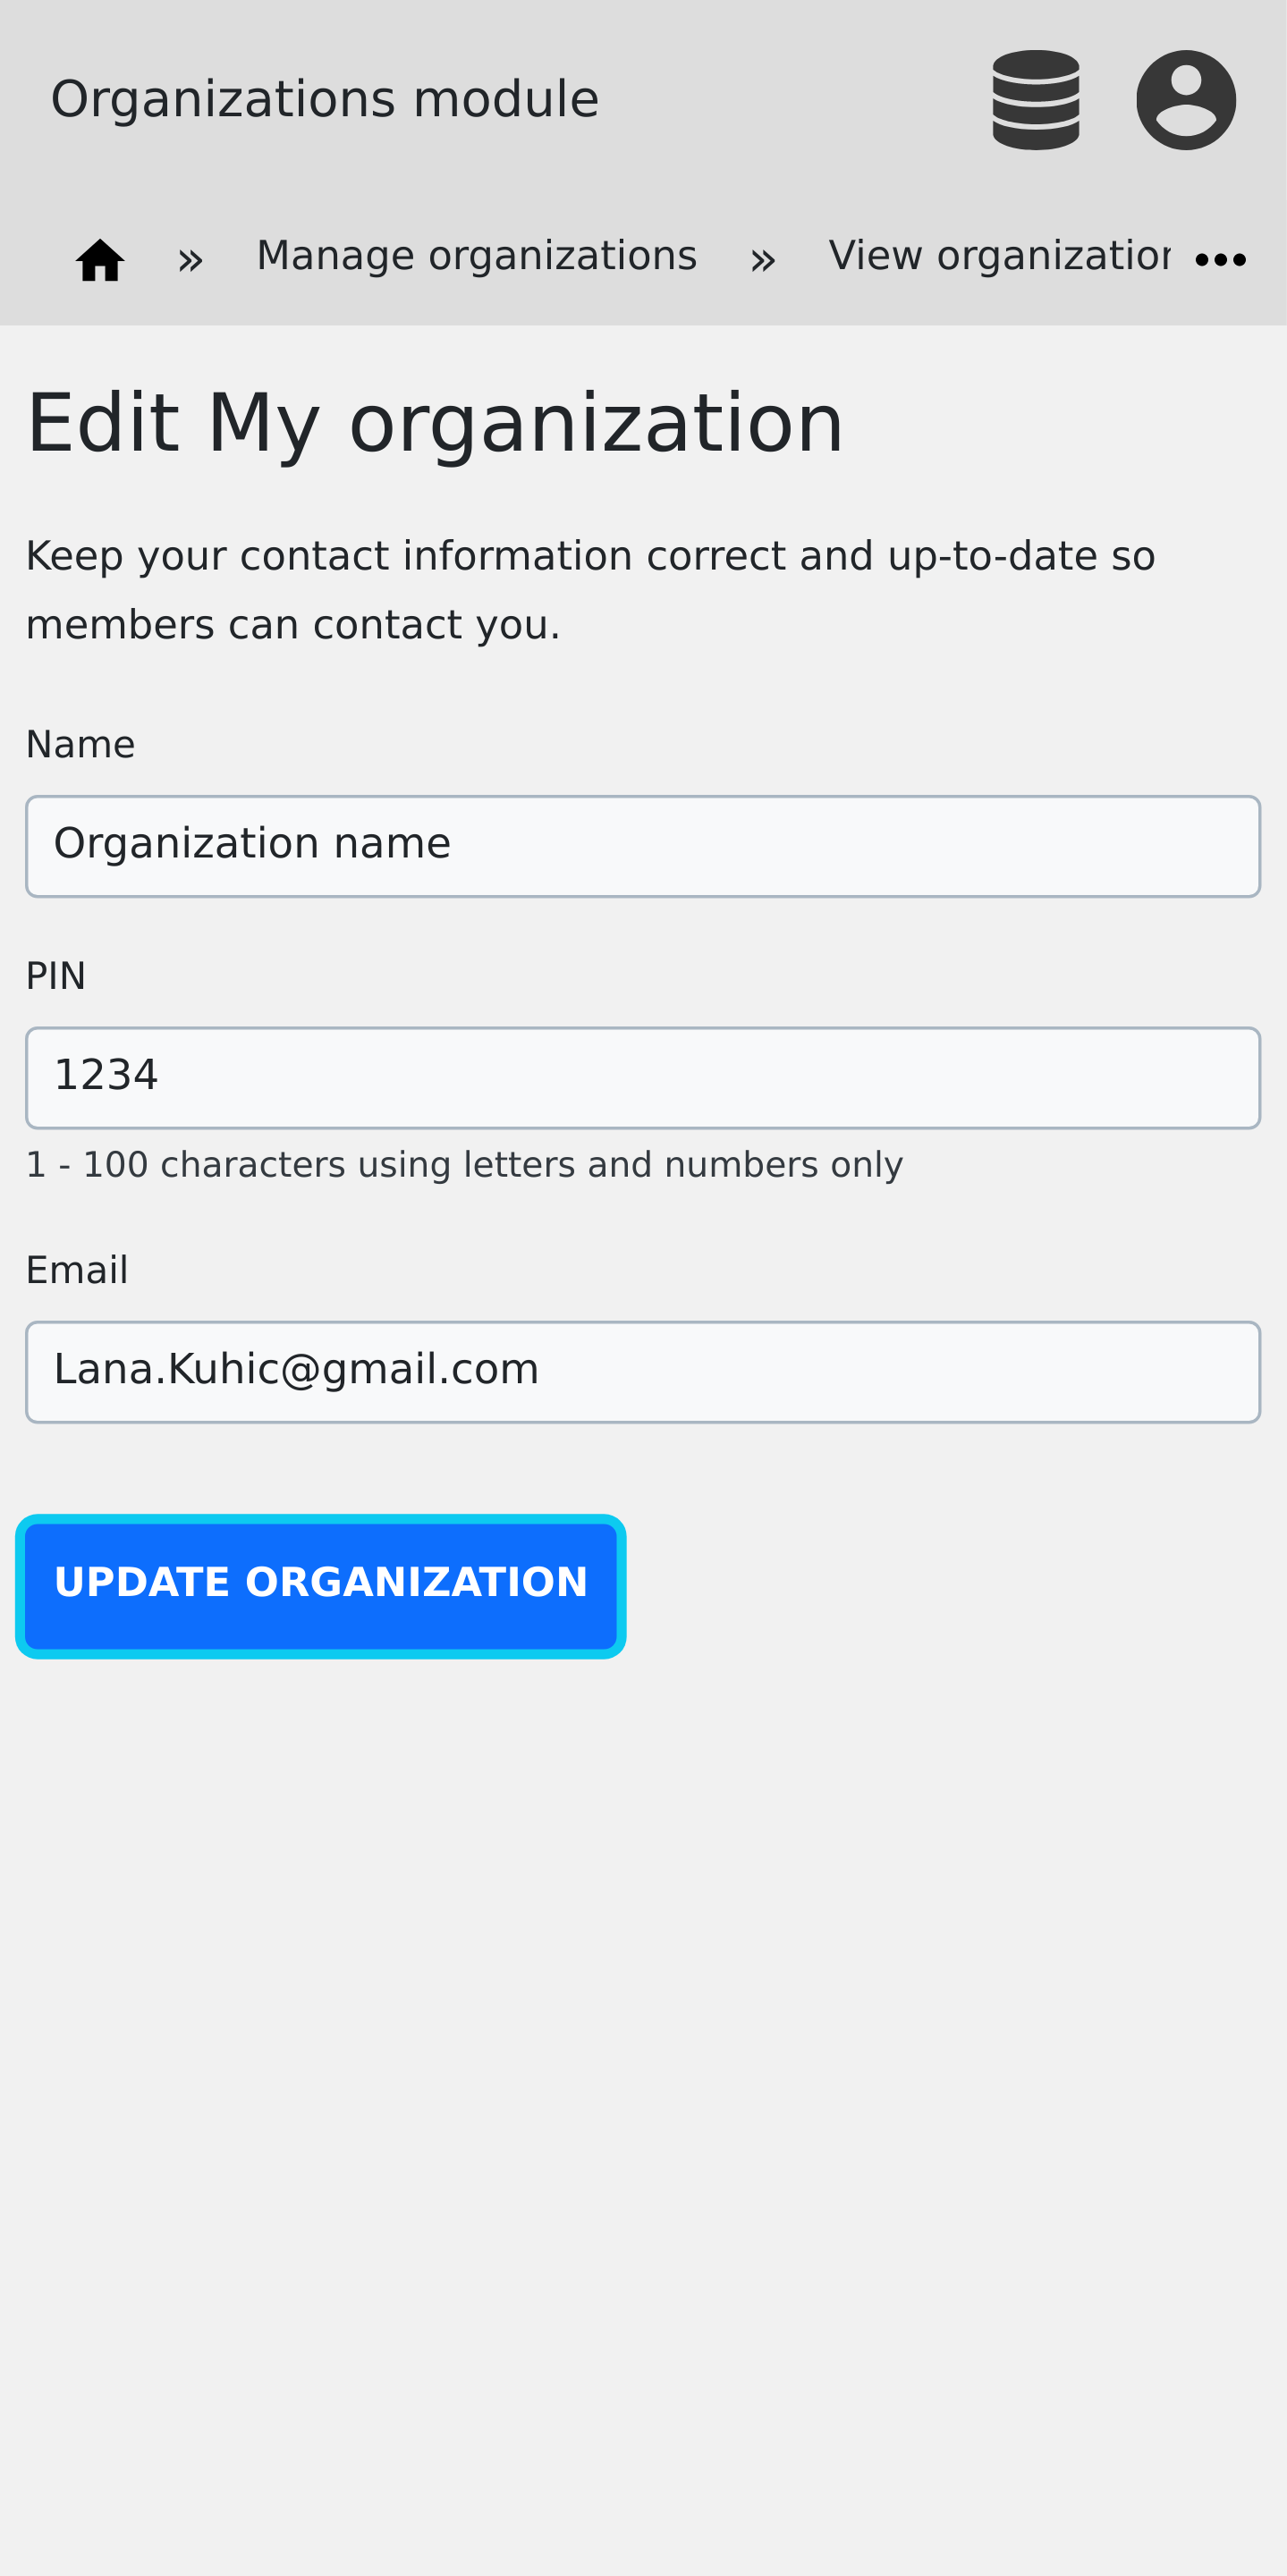 Organizations module
» Manage organizations » View organization
Edit My organization
Keep your contact information correct and up-to-date so
members can contact you.
Name
Organization name
PIN
1234
1 - 100 characters using letters and numbers only
Email
Lana.Kuhic@gmail.com
UPDATE ORGANIZATION